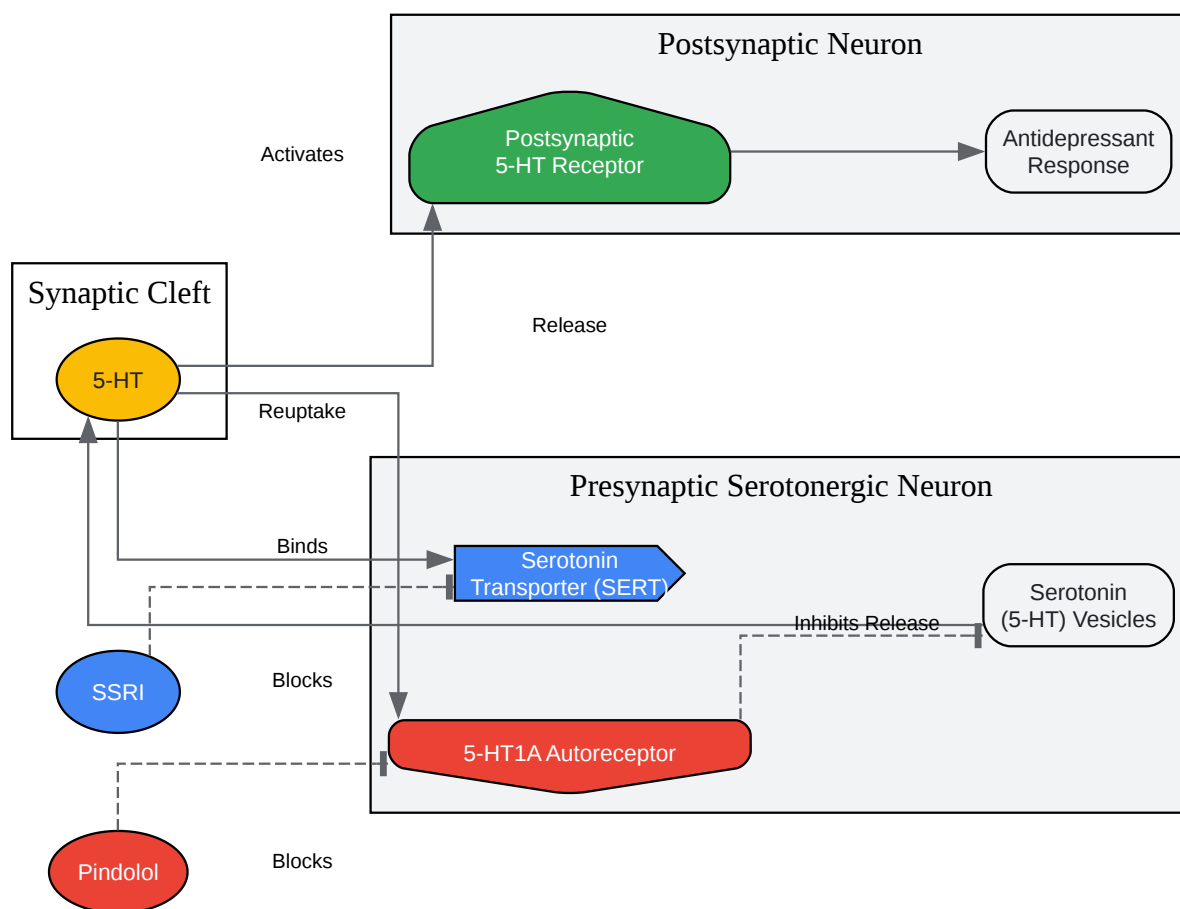 Postsynaptic Neuron
Postsynaptic
5-HT Receptor
Antidepressant
Response
Activates
Synaptic Cleft
5-HT
Release
Reuptake
Presynaptic Serotonergic Neuron
Binds
Serotonin
Transporter (SERT)
Serotonin
(5-HT) Vesicles
Inhibits Release
SSRI
Blocks
5-HT1A Autoreceptor
Pindolol
Blocks